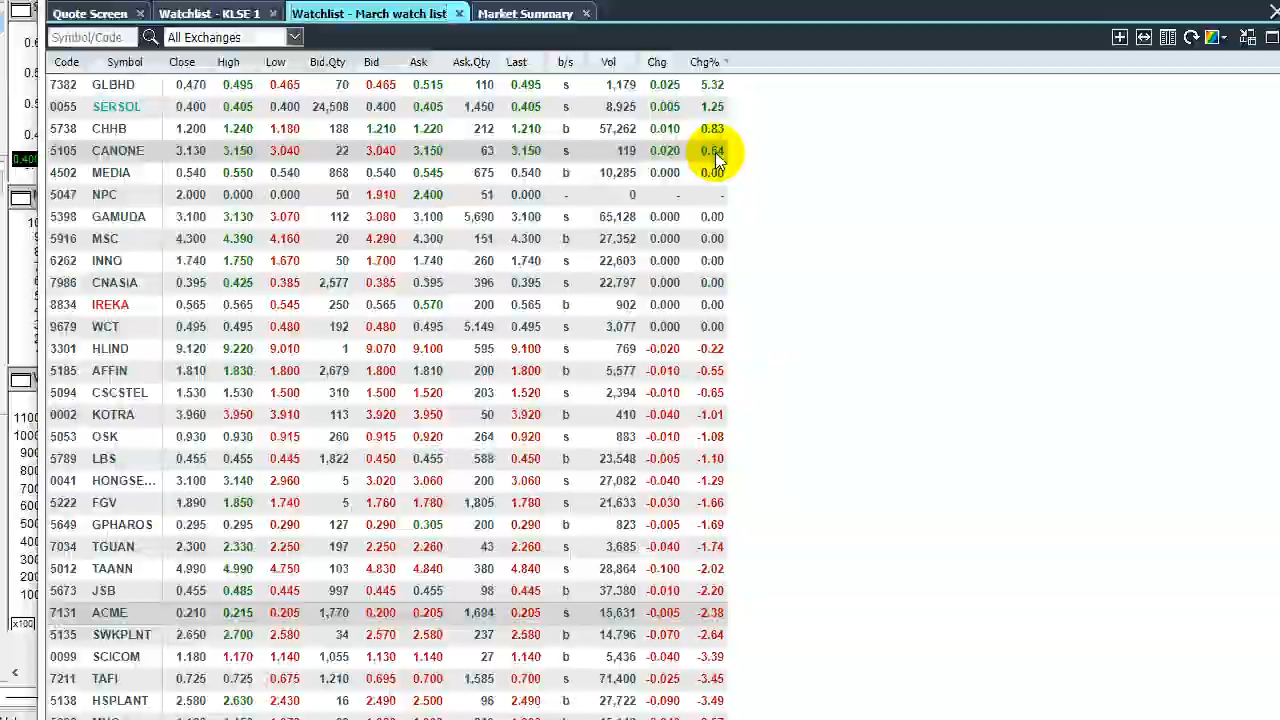 Quote Screen × Watchlist - KLSE 1 × Watchlist - March watch list × Market Summary ×
Symbol/Code All Exchanges
Code Symbol Close High Low Bid.Qty Bid Ask Ask.Qty Last b/s Vol Chg Chg%
7382 GLBHD 0.470 0.495 0.465 70 0.465 0.515 110 0.495 s 1,179 0.025 5.32
0055 SERSOL 0.400 0.405 0.400 24,508 0.400 0.405 1,450 0.405 s 8,925 0.005 1.25
5738 CHHB 1.200 1.240 1.180 188 1.210 1.220 212 1.210 b 57,262 0.010 0.83
5105 CANONE 3.130 3.150 3.040 22 3.040 3.150 63 3.150 s 119 0.020 0.64
4502 MEDIA 0.540 0.550 0.540 868 0.540 0.545 675 0.540 b 10,285 0.000 0.00
5047 NPC 2.000 0.000 0.000 50 1.910 2.400 51 0.000 - 0 - -
5398 GAMUDA 3.100 3.130 3.070 112 3.080 3.100 5,690 3.100 s 65,128 0.000 0.00
5916 MSC 4.300 4.390 4.160 20 4.290 4.300 151 4.300 b 27,352 0.000 0.00
6262 INNO 1.740 1.750 1.670 50 1.700 1.740 260 1.740 s 22,603 0.000 0.00
7986 CNASIA 0.395 0.425 0.385 2,577 0.385 0.395 396 0.395 s 22,797 0.000 0.00
8834 IREKA 0.565 0.565 0.545 250 0.565 0.570 200 0.565 b 902 0.000 0.00
9679 WCT 0.495 0.495 0.480 192 0.480 0.495 5,149 0.495 s 3,077 0.000 0.00
3301 HLIND 9.120 9.220 9.010 1 9.070 9.100 595 9.100 s 769 -0.020 -0.22
5185 AFFIN 1.810 1.830 1.800 2,679 1.800 1.810 200 1.800 s 5,577 -0.010 -0.55
5094 CSCSTEL 1.530 1.530 1.500 310 1.500 1.520 203 1.520 s 2,394 -0.010 -0.65
0002 KOTRA 3.960 3.950 3.910 113 3.920 3.950 50 3.920 b 410 -0.040 -1.01
5053 OSK 0.930 0.930 0.915 260 0.915 0.920 264 0.920 s 883 -0.010 -1.08
5789 LBS 0.455 0.455 0.445 1,822 0.450 0.455 588 0.450 b 23,548 -0.005 -1.10
0041 HONGSE... 3.100 3.140 2.960 5 3.020 3.060 200 3.060 s 27,082 -0.040 -1.29
5222 FGV 1.890 1.850 1.740 5 1.760 1.780 1,805 1.780 s 21,633 -0.030 -1.66
5649 GPHAROS 0.295 0.295 0.290 127 0.290 0.305 200 0.290 b 823 -0.005 -1.69
7034 TGUAN 2.300 2.330 2.250 197 2.250 2.260 43 2.260 s 3,685 -0.040 -1.74
5012 TAANN 4.990 4.990 4.750 103 4.830 4.840 380 4.840 s 28,864 -0.100 -2.02
5673 JSB 0.455 0.485 0.445 997 0.445 0.455 98 0.445 b 37,380 -0.010 -2.20
7131 ACME 0.210 0.215 0.205 1,770 0.200 0.205 1,694 0.205 s 15,631 -0.005 -2.38
5135 SWKPLNT 2.650 2.700 2.580 34 2.570 2.580 237 2.580 b 14,796 -0.070 -2.64
0099 SCICOM 1.180 1.170 1.140 1,055 1.130 1.140 27 1.140 b 5,436 -0.040 -3.39
7211 TAFI 0.725 0.725 0.675 1,210 0.695 0.700 1,585 0.700 s 71,400 -0.025 -3.45
5138 HSPLANT 2.580 2.630 2.430 16 2.490 2.500 96 2.490 b 27,722 -0.090 -3.49